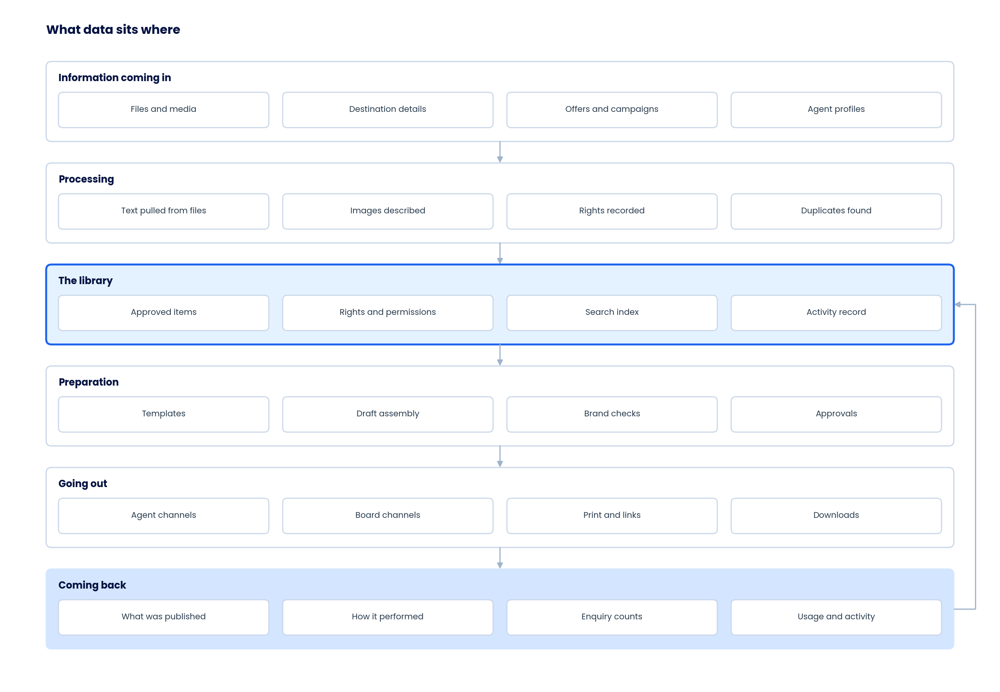 What data sits where
Information coming in
Files and media
Destination details
Offers and campaigns
Agent profiles
Processing
Text pulled from files
Images described
Rights recorded
Duplicates found
The library
Approved items
Rights and permissions
Search index
Activity record
Preparation
Templates
Draft assembly
Brand checks
Approvals
Going out
Agent channels
Board channels
Print and links
Downloads
Coming back
What was published
How it performed
Enquiry counts
Usage and activity